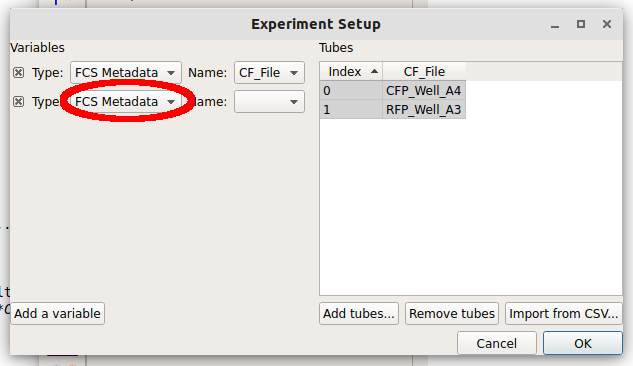 Experiment Setup
Variables
Tubes
Type: FCS Metadata Name: CF_File
Type: FCS Metadata Name:
Index CF_File
0 CFP_Well_A4
1 RFP_Well_A3
Add a variable
Add tubes... Remove tubes Import from CSV...
Cancel OK